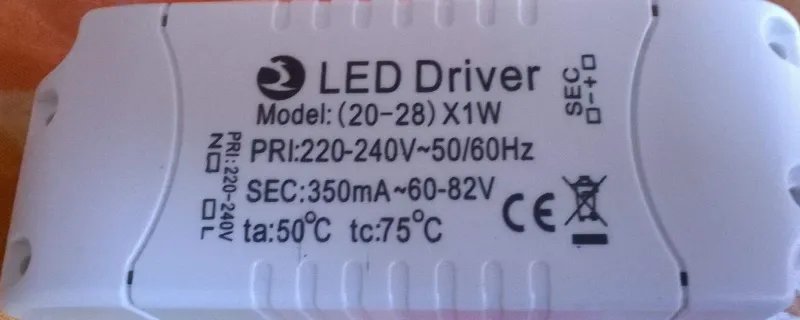 LED Driver
Model: (20-28) X1W
PRI:220-240V~50/60Hz
SEC:350mA~60-82V
ta:50°C tc:75°C
CE
PRI: 220-240V
N
L
SEC
- +